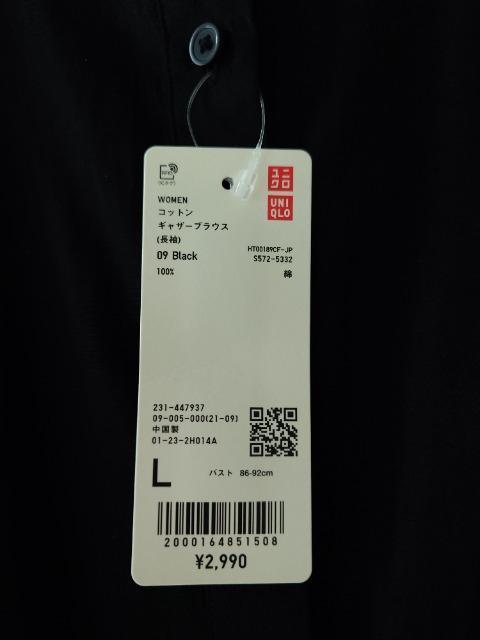 ユニ
クロ
UNI
QLO
WOMEN
コットン
ギャザーブラウス
(長袖)
09 Black
HT00189CF-JP
S572-5332
100%
綿
231-447937
09-005-000(21-09)
中国製
01-23-2H014A
L
バスト 86-92cm
2000164851508
¥2,990